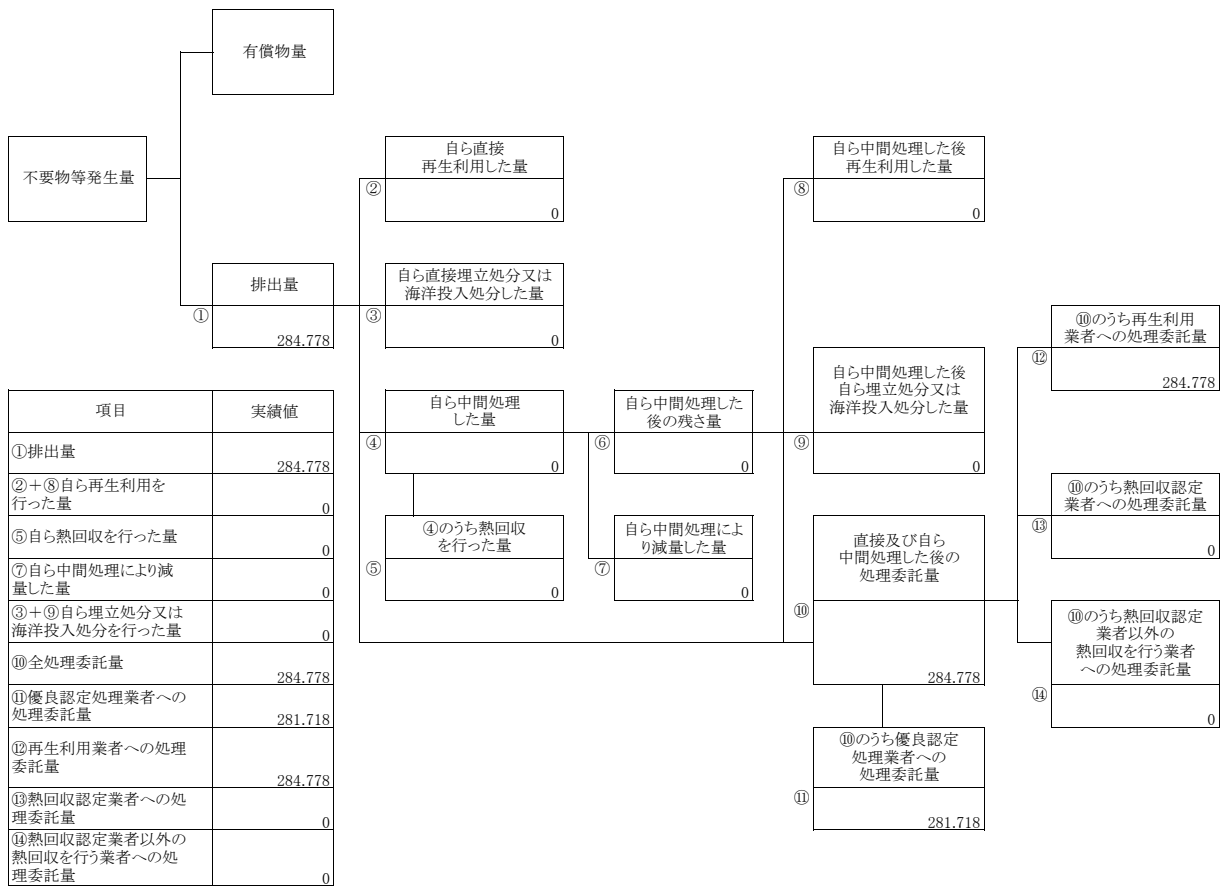 有償物量
不要物等発生量
自ら直接
再生利用した量
②
0
自ら中間処理した後
再生利用した量
⑧
0
排出量
①
284.778
自ら直接埋立処分又は
海洋投入処分した量
③
0
⑩のうち再生利用
業者への処理委託量
⑫
284.778
自ら中間処理
した量
④
0
自ら中間処理した
後の残さ量
⑥
0
自ら中間処理した後
自ら埋立処分又は
海洋投入処分した量
⑨
0
⑩のうち熱回収認定
業者への処理委託量
⑬
0
④のうち熱回収
を行った量
⑤
0
自ら中間処理によ
り減量した量
⑦
0
直接及び自ら
中間処理した後の
処理委託量
⑩
284.778
⑩のうち熱回収認定
業者以外の
熱回収を行う業者
への処理委託量
⑭
0
⑩のうち優良認定
処理業者への
処理委託量
⑪
281.718
項目 実績値
①排出量
284.778
②+⑧自ら再生利用を
行った量
0
⑤自ら熱回収を行った量
0
⑦自ら中間処理により減
量した量
0
③+⑨自ら埋立処分又は
海洋投入処分を行った量
0
⑩全処理委託量
284.778
⑪優良認定処理業者への
処理委託量
281.718
⑫再生利用業者への処理
委託量
284.778
⑬熱回収認定業者への処
理委託量
0
⑭熱回収認定業者以外の
熱回収を行う業者への処
理委託量
0